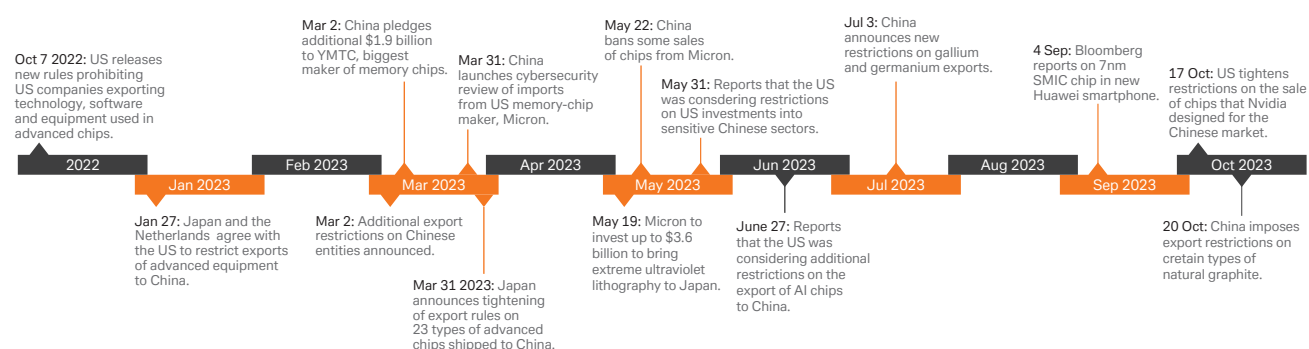 Oct 7 2022: US releases
new rules prohibiting
US companies exporting
technology, software
and equipment used in
advanced chips.
Mar 2: China pledges
additional $1.9 billion
to YMTC, biggest
maker of memory chips.
Mar 31: China
launches cybersecurity
review of imports
from US memory-chip
maker, Micron.
May 22: China
bans some sales
of chips from Micron.
May 31: Reports that the US
was consdering restrictions
on US investments into
sensitive Chinese sectors.
Jul 3: China
announces new
restrictions on gallium
and germanium exports.
4 Sep: Bloomberg
reports on 7nm
SMIC chip in new
Huawei smartphone.
17 Oct: US tightens
restrictions on the sale
of chips that Nvidia
designed for the
Chinese market.
2022
Jan 2023
Feb 2023
Mar 2023
Apr 2023
May 2023
Jun 2023
Jul 2023
Aug 2023
Sep 2023
Oct 2023
Jan 27: Japan and the
Netherlands agree with
the US to restrict exports
of advanced equipment
to China.
Mar 2: Additional export
restrictions on Chinese
entities announced.
Mar 31 2023: Japan
announces tightening
of export rules on
23 types of advanced
chips shipped to China.
May 19: Micron to
invest up to $3.6
billion to bring
extreme ultraviolet
lithography to Japan.
June 27: Reports
that the US was
considering additional
restrictions on the
export of AI chips
to China.
20 Oct: China imposes
export restrictions on
cretain types of
natural graphite.